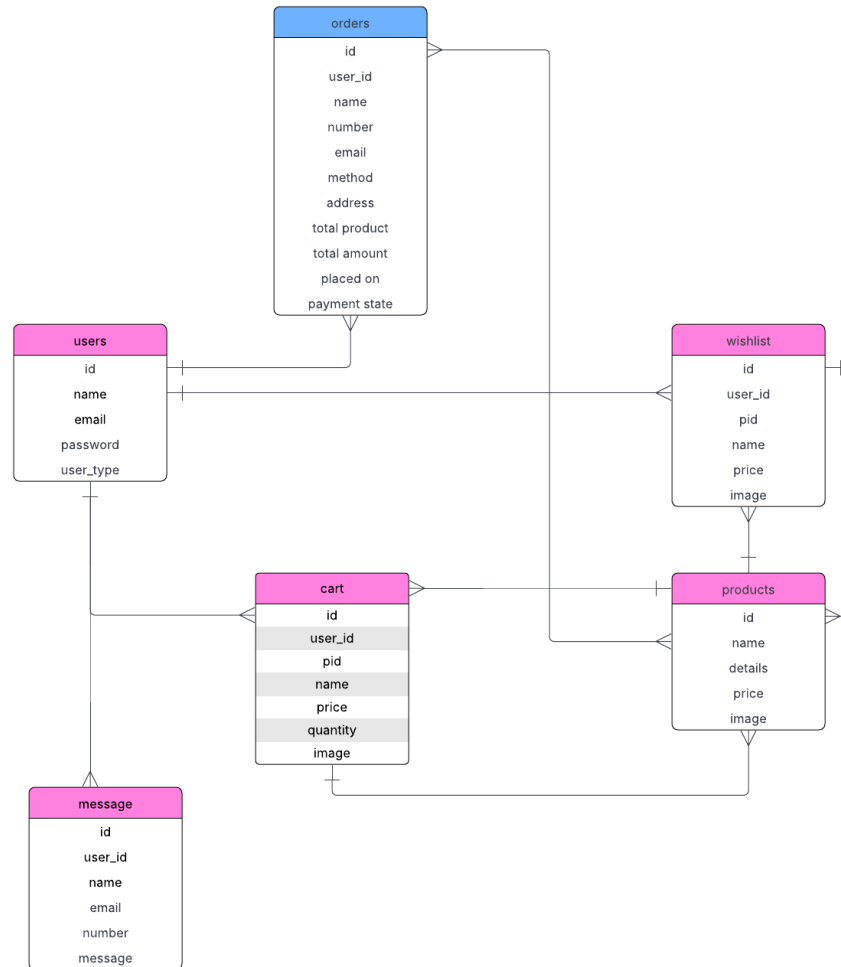 orders
id
user_id
name
number
email
method
address
total product
total amount
placed on
payment state
users
id
name
email
password
user_type
wishlist
id
user_id
pid
name
price
image
cart
id
user_id
pid
name
price
quantity
image
products
id
name
details
price
image
message
id
user_id
name
email
number
message